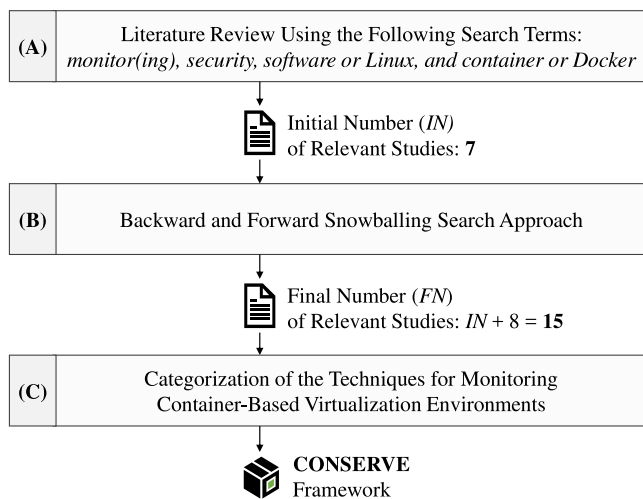 (A)
Literature Review Using the Following Search Terms:
monitor(ing), security, software or Linux, and container or Docker
Initial Number (IN)
of Relevant Studies: 7
(B)
Backward and Forward Snowballing Search Approach
Final Number (FN)
of Relevant Studies: IN + 8 = 15
(C)
Categorization of the Techniques for Monitoring
Container-Based Virtualization Environments
CONSERVE
Framework